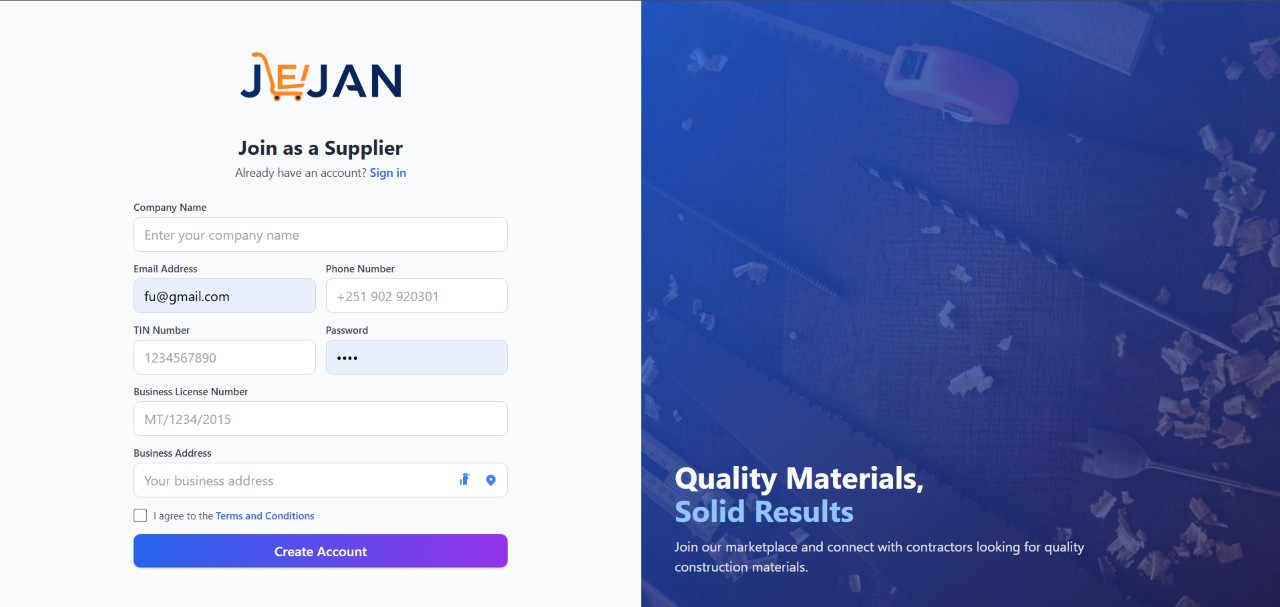 JEJAN
Join as a Supplier
Already have an account? Sign in
Company Name
Enter your company name
Email Address Phone Number
fu@gmail.com +251 902 920301
TIN Number Password
1234567890 ••••
Business License Number
MT/1234/2015
Business Address
Your business address
I agree to the Terms and Conditions
Create Account
Quality Materials,
Solid Results
Join our marketplace and connect with contractors looking for quality
construction materials.